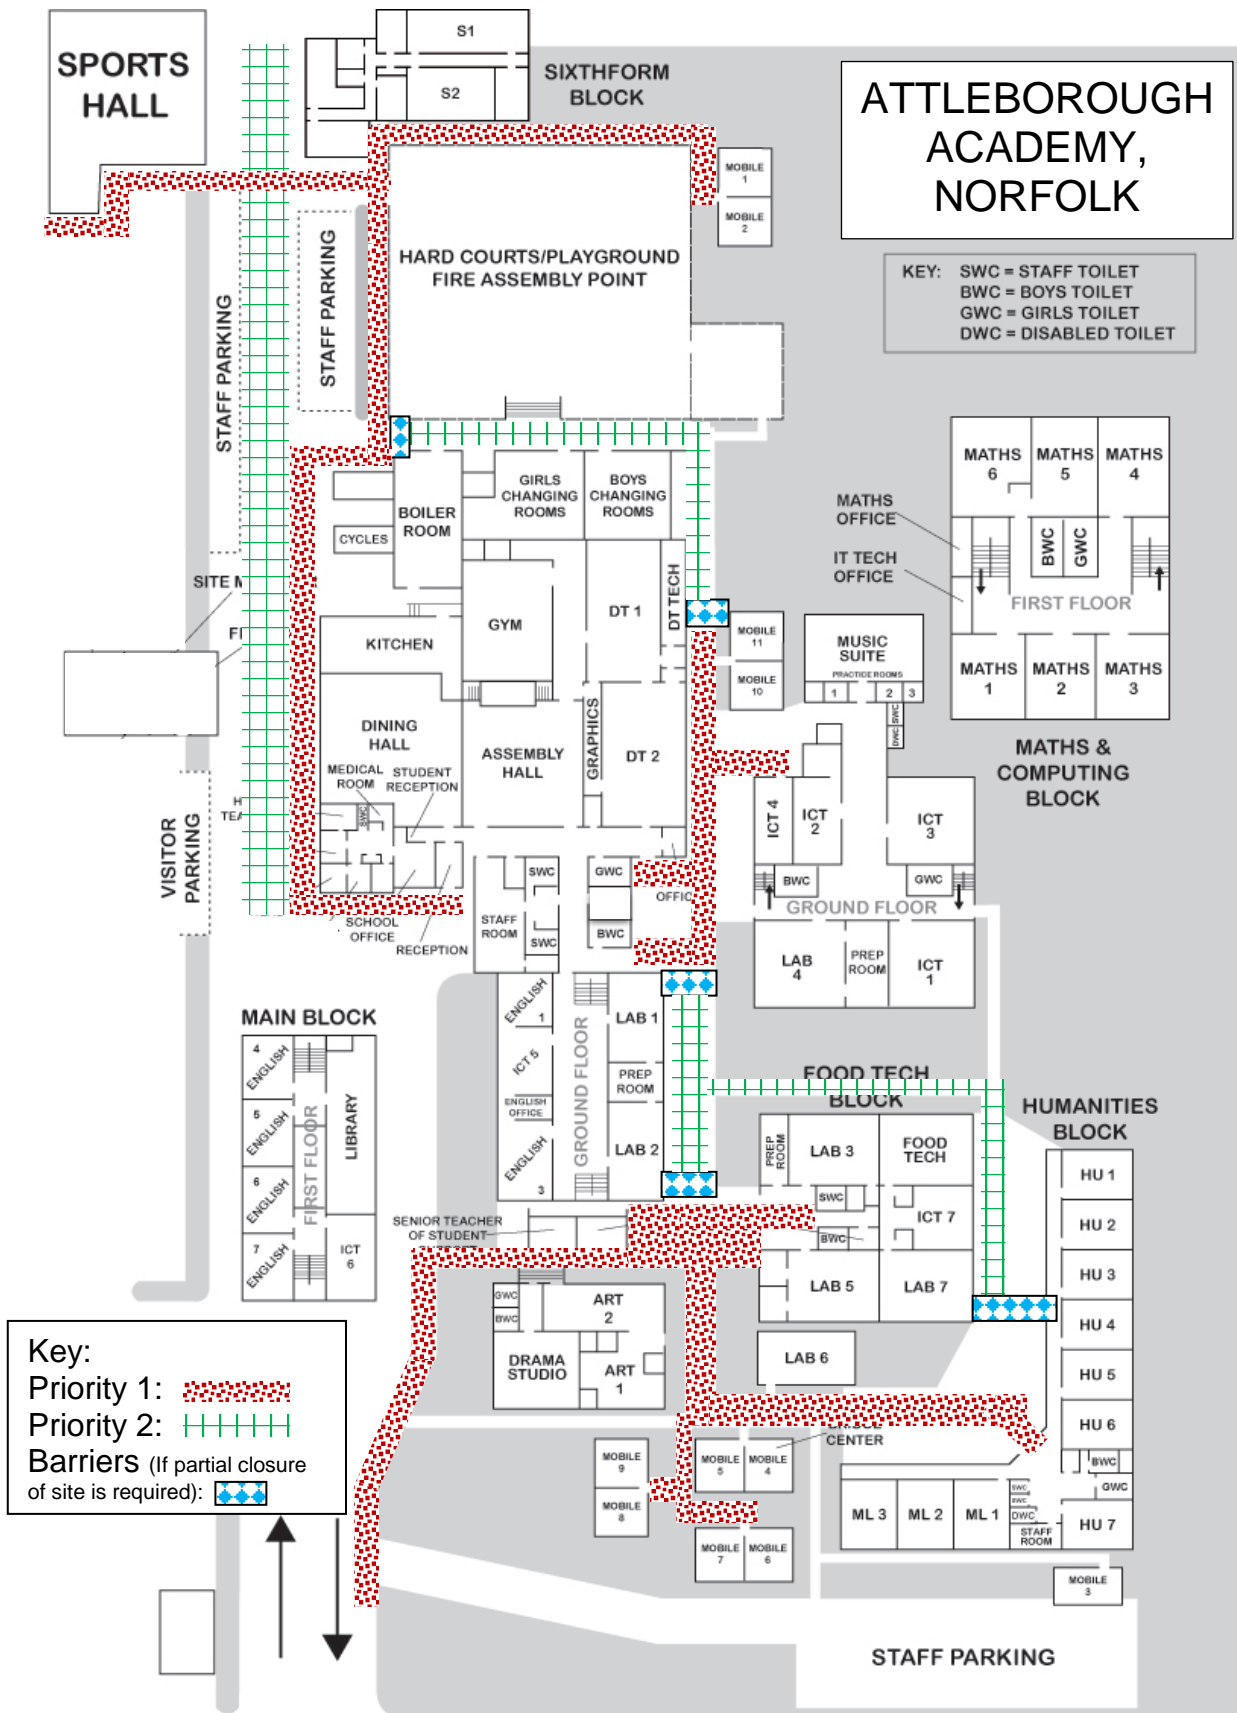 SPORTS
HALL
S1
S2
SIXTHFORM
BLOCK
ATTLEBOROUGH
ACADEMY,
NORFOLK
KEY: SWC = STAFF TOILET
BWC = BOYS TOILET
GWC = GIRLS TOILET
DWC = DISABLED TOILET
MOBILE
1
MOBILE
2
HARD COURTS/PLAYGROUND
FIRE ASSEMBLY POINT
STAFF PARKING
STAFF PARKING
BOILER
ROOM
GIRLS
CHANGING
ROOMS
BOYS
CHANGING
ROOMS
CYCLES
GYM
DT 1
DT TECH
KITCHEN
SITE M
DINING
HALL
MEDICAL
ROOM
STUDENT
RECEPTION
SWC
ASSEMBLY
HALL
GRAPHICS
DT 2
MOBILE
11
MOBILE
10
MATHS
6
MATHS
5
MATHS
4
MATHS
OFFICE
IT TECH
OFFICE
BWC
GWC
FIRST FLOOR
MATHS
1
MATHS
2
MATHS
3
MATHS &
COMPUTING
BLOCK
MUSIC
SUITE
PRACTICE ROOMS
1
2
3
SWC
DWC
ICT 4
ICT
2
ICT
3
BWC
GWC
GROUND FLOOR
LAB
4
PREP
ROOM
ICT
1
VISITOR
PARKING
SCHOOL
OFFICE
RECEPTION
STAFF
ROOM
SWC
SWC
GWC
BWC
OFFIC
MAIN BLOCK
4
ENGLISH
5
ENGLISH
6
ENGLISH
7
ENGLISH
FIRST FLOOR
LIBRARY
ICT
6
ENGLISH
1
ICT 5
ENGLISH
OFFICE
ENGLISH
3
GROUND FLOOR
LAB 1
PREP
ROOM
LAB 2
FOOD TECH
BLOCK
PREP
ROOM
LAB 3
FOOD
TECH
SWC
BWC
ICT 7
LAB 5
LAB 7
LAB 6
HUMANITIES
BLOCK
HU 1
HU 2
HU 3
HU 4
HU 5
HU 6
BWC
GWC
HU 7
SENIOR TEACHER
OF STUDENT
GWC
BWC
ART
2
DRAMA
STUDIO
ART
1
CENTER
MOBILE
9
MOBILE
8
MOBILE
5
MOBILE
4
MOBILE
7
MOBILE
6
ML 3
ML 2
ML 1
SWC
SWC
DWC
STAFF
ROOM
MOBILE
3
STAFF PARKING
Key:
Priority 1:
Priority 2:
Barriers (If partial closure
of site is required):